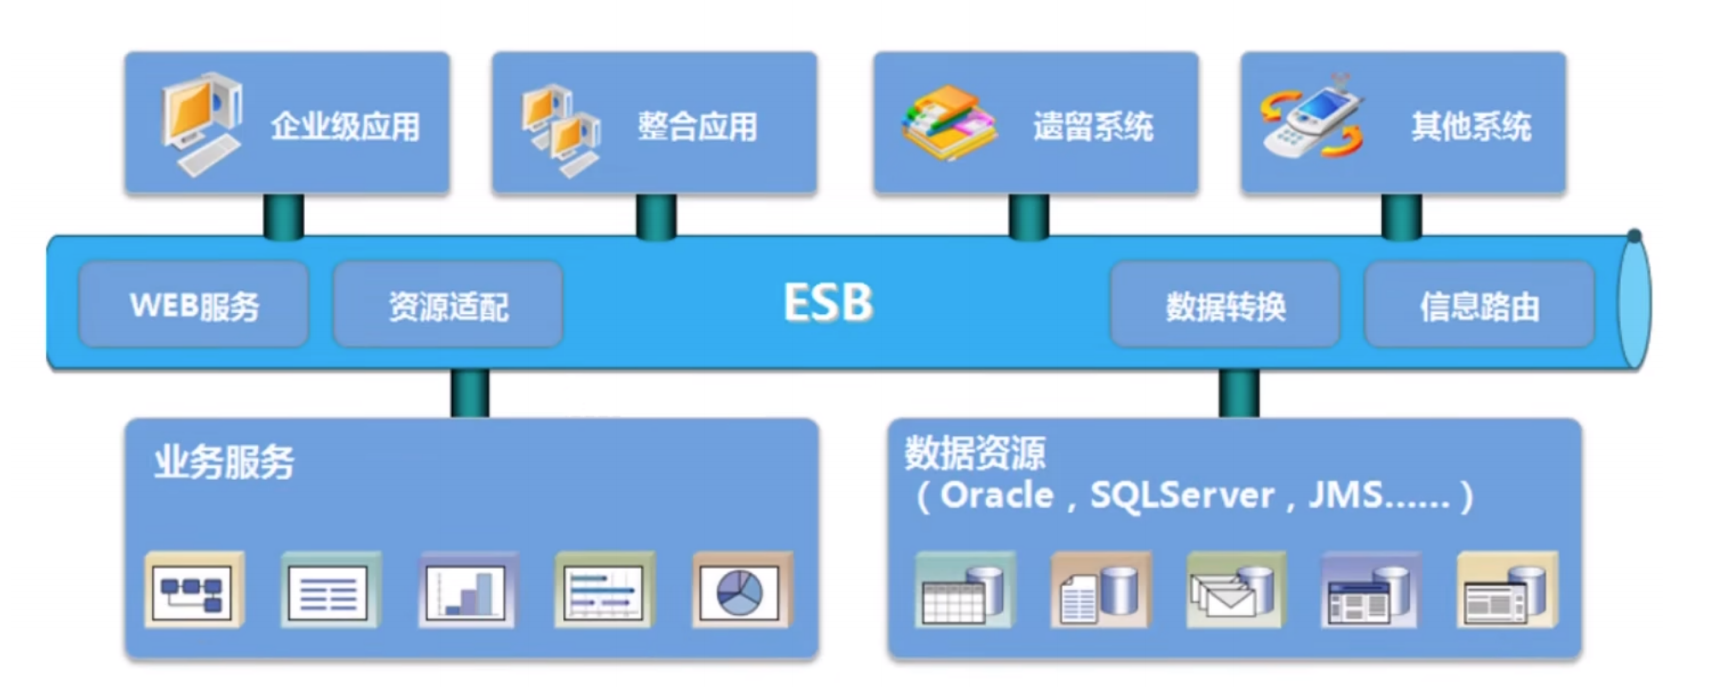 企业级应用
整合应用
遗留系统
其他系统
WEB服务
资源适配
ESB
数据转换
信息路由
业务服务
数据资源
（Oracle，SQLServer，JMS……）